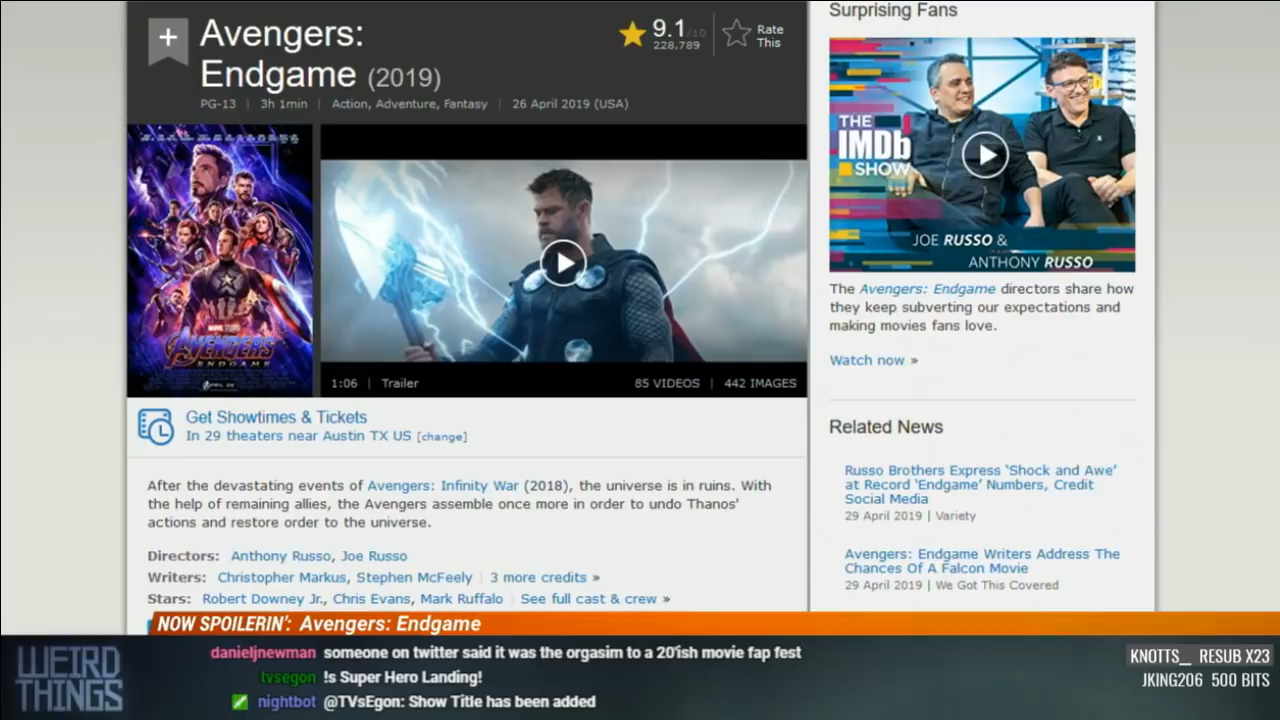 Avengers:
Endgame (2019)
PG-13 | 3h 1min | Action, Adventure, Fantasy | 26 April 2019 (USA)
9.1/10
228,789
Rate
This
AVENGERS
ENDGAME
APRIL 26
1:06 | Trailer
85 VIDEOS | 442 IMAGES
Get Showtimes & Tickets
In 29 theaters near Austin TX US [change]
After the devastating events of Avengers: Infinity War (2018), the universe is in ruins. With
the help of remaining allies, the Avengers assemble once more in order to undo Thanos'
actions and restore order to the universe.
Directors: Anthony Russo, Joe Russo
Writers: Christopher Markus, Stephen McFeely | 3 more credits »
Stars: Robert Downey Jr., Chris Evans, Mark Ruffalo | See full cast & crew »
Surprising Fans
THE
IMDb
SHOW
JOE RUSSO &
ANTHONY RUSSO
The Avengers: Endgame directors share how
they keep subverting our expectations and
making movies fans love.
Watch now »
Related News
Russo Brothers Express ‘Shock and Awe’
at Record ‘Endgame’ Numbers, Credit
Social Media
29 April 2019 | Variety
Avengers: Endgame Writers Address The
Chances Of A Falcon Movie
29 April 2019 | We Got This Covered
NOW SPOILERIN': Avengers: Endgame
WEIRD
THINGS
danieljnewman someone on twitter said it was the orgasim to a 20'ish movie fap fest
tvsegon !s Super Hero Landing!
nightbot @TVsEgon: Show Title has been added
KNOTTS_ RESUB X23
JKING206 500 BITS